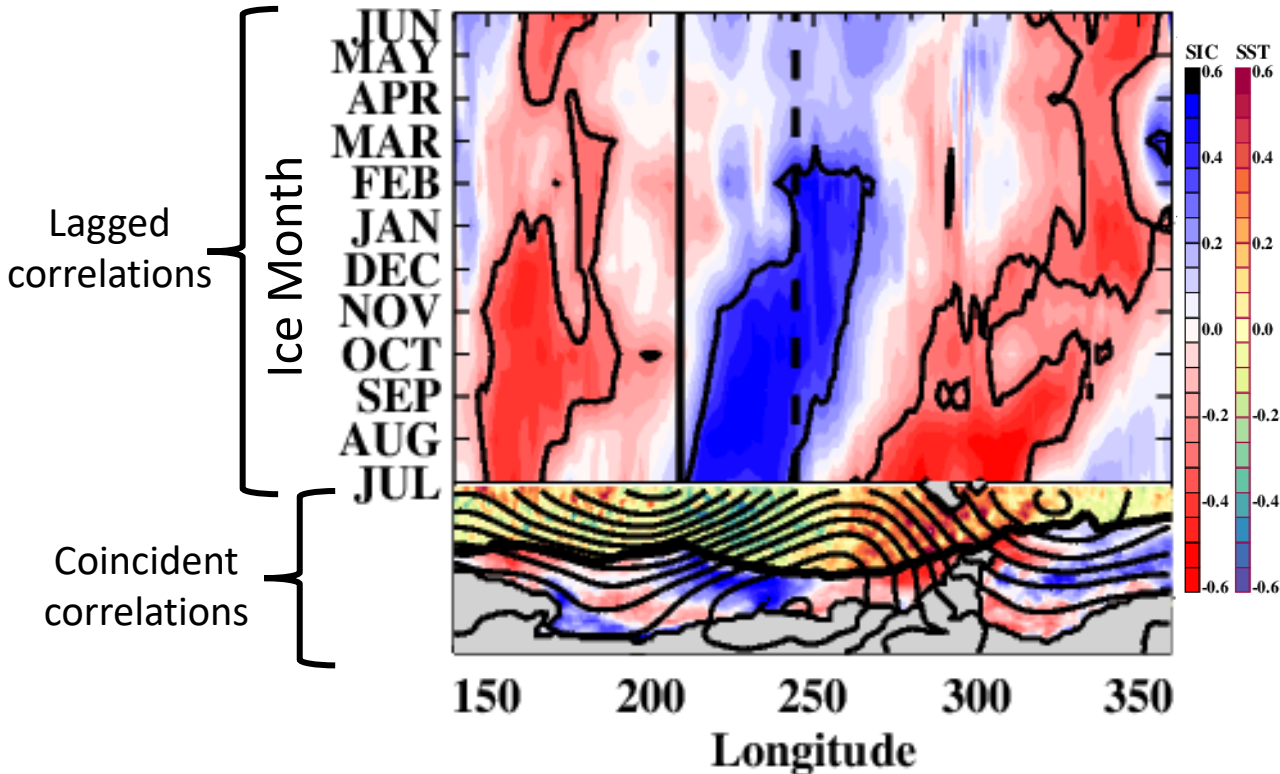 JUN
MAY
APR
MAR
FEB
JAN
DEC
NOV
OCT
SEP
AUG
JUL
Ice Month
Lagged
correlations
Coincident
correlations
SIC SST
0.6 0.6
0.4 0.4
0.2 0.2
0.0 0.0
-0.2 -0.2
-0.4 -0.4
-0.6 -0.6
150 200 250 300 350
Longitude